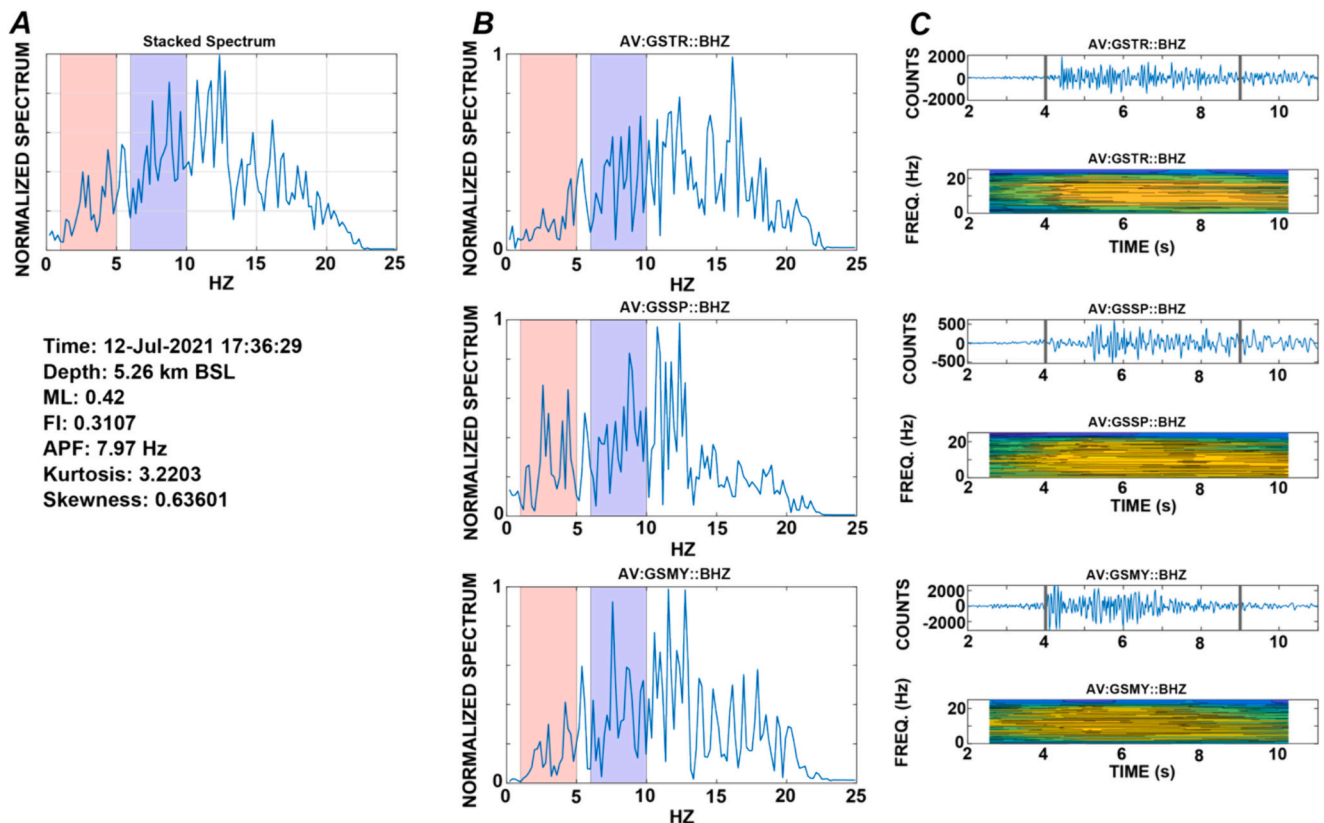 A
Stacked Spectrum
NORMALIZED SPECTRUM
0 5 10 15 20 25
HZ
Time: 12-Jul-2021 17:36:29
Depth: 5.26 km BSL
ML: 0.42
FI: 0.3107
APF: 7.97 Hz
Kurtosis: 3.2203
Skewness: 0.63601
B
AV:GSTR::BHZ
NORMALIZED SPECTRUM
1
0
0 5 10 15 20 25
HZ
AV:GSSP::BHZ
NORMALIZED SPECTRUM
1
0
0 5 10 15 20 25
HZ
AV:GSMY::BHZ
NORMALIZED SPECTRUM
1
0
0 5 10 15 20 25
HZ
C
AV:GSTR::BHZ
COUNTS
2000
0
-2000
2 4 6 8 10
AV:GSTR::BHZ
FREQ. (Hz)
20
0
2 4 6 8 10
TIME (s)
AV:GSSP::BHZ
COUNTS
500
0
-500
2 4 6 8 10
AV:GSSP::BHZ
FREQ. (Hz)
20
0
2 4 6 8 10
TIME (s)
AV:GSMY::BHZ
COUNTS
2000
0
-2000
2 4 6 8 10
AV:GSMY::BHZ
FREQ. (Hz)
20
0
2 4 6 8 10
TIME (s)